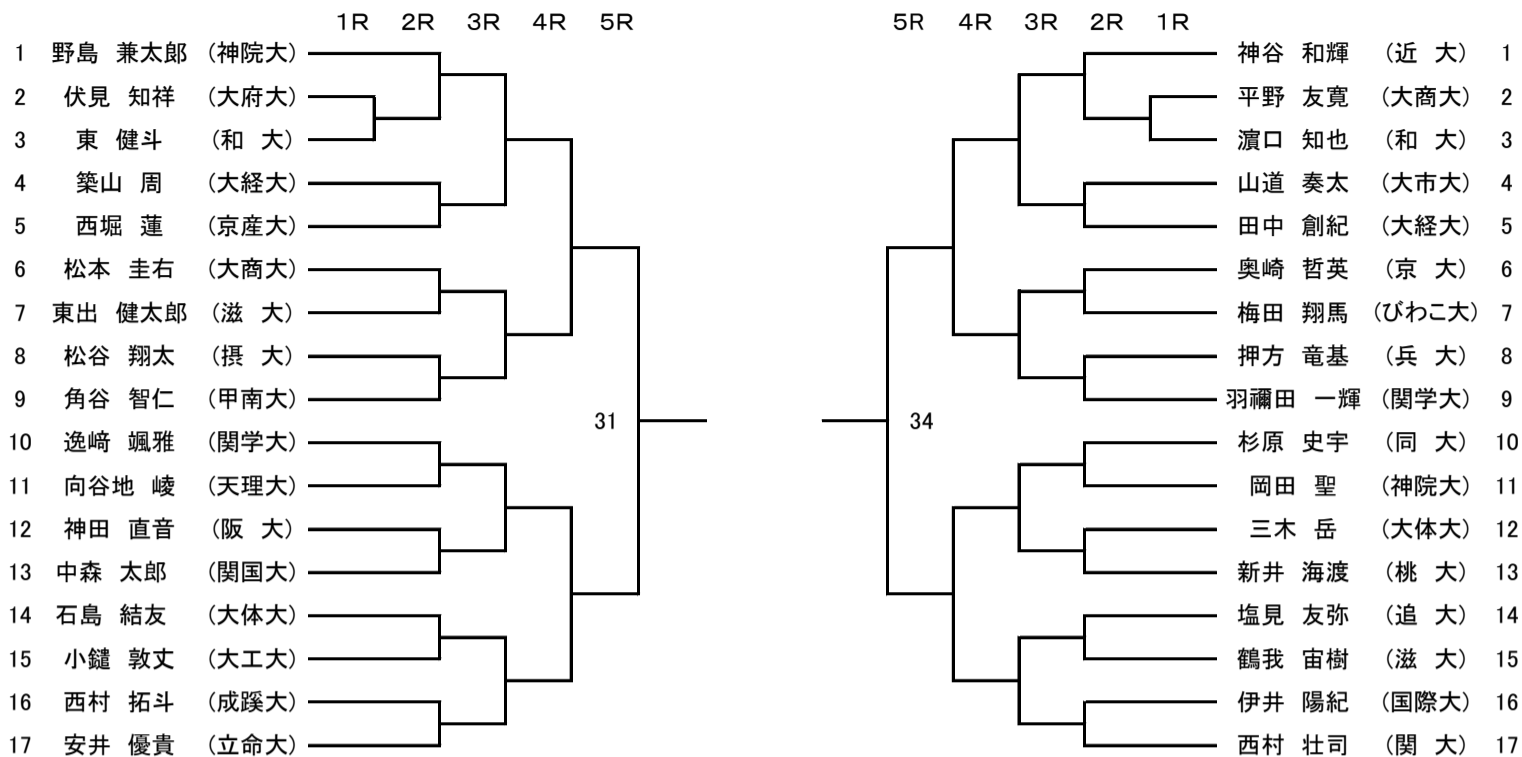 1R 2R 3R 4R 5R 5R 4R 3R 2R 1R
1 野島 兼太郎 (神院大) 神谷 和輝 (近 大) 1
2 伏見 知祥 (大府大) 平野 友寛 (大商大) 2
3 東 健斗 (和 大) 濵口 知也 (和 大) 3
4 築山 周 (大経大) 山道 奏太 (大市大) 4
5 西堀 蓮 (京産大) 田中 創紀 (大経大) 5
6 松本 圭右 (大商大) 奥崎 哲英 (京 大) 6
7 東出 健太郎 (滋 大) 梅田 翔馬 (びわこ大) 7
8 松谷 翔太 (摂 大) 押方 竜基 (兵 大) 8
9 角谷 智仁 (甲南大) 羽禰田 一輝 (関学大) 9
31 34
10 逸﨑 颯雅 (関学大) 杉原 史宇 (同 大) 10
11 向谷地 崚 (天理大) 岡田 聖 (神院大) 11
12 神田 直音 (阪 大) 三木 岳 (大体大) 12
13 中森 太郎 (関国大) 新井 海渡 (桃 大) 13
14 石島 結友 (大体大) 塩見 友弥 (追 大) 14
15 小鑓 敦丈 (大工大) 鶴我 宙樹 (滋 大) 15
16 西村 拓斗 (成蹊大) 伊井 陽紀 (国際大) 16
17 安井 優貴 (立命大) 西村 壮司 (関 大) 17